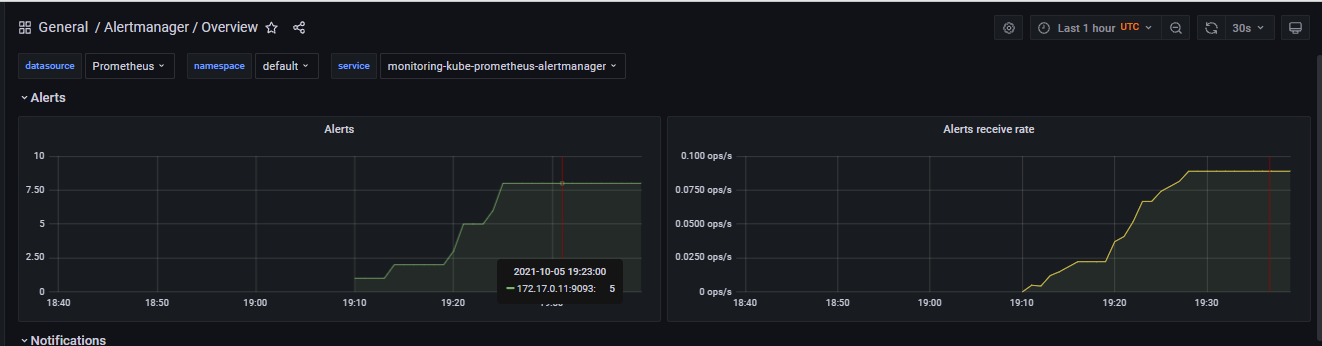 General / Alertmanager / Overview
Last 1 hour UTC
30s
datasource Prometheus namespace default service monitoring-kube-prometheus-alertmanager
Alerts
Alerts
10
7.50
5
2.50
0
18:40 18:50 19:00 19:10 19:20
2021-10-05 19:23:00
172.17.0.11:9093: 5
Alerts receive rate
0.100 ops/s
0.0750 ops/s
0.0500 ops/s
0.0250 ops/s
0 ops/s
18:40 18:50 19:00 19:10 19:20 19:30
Notifications